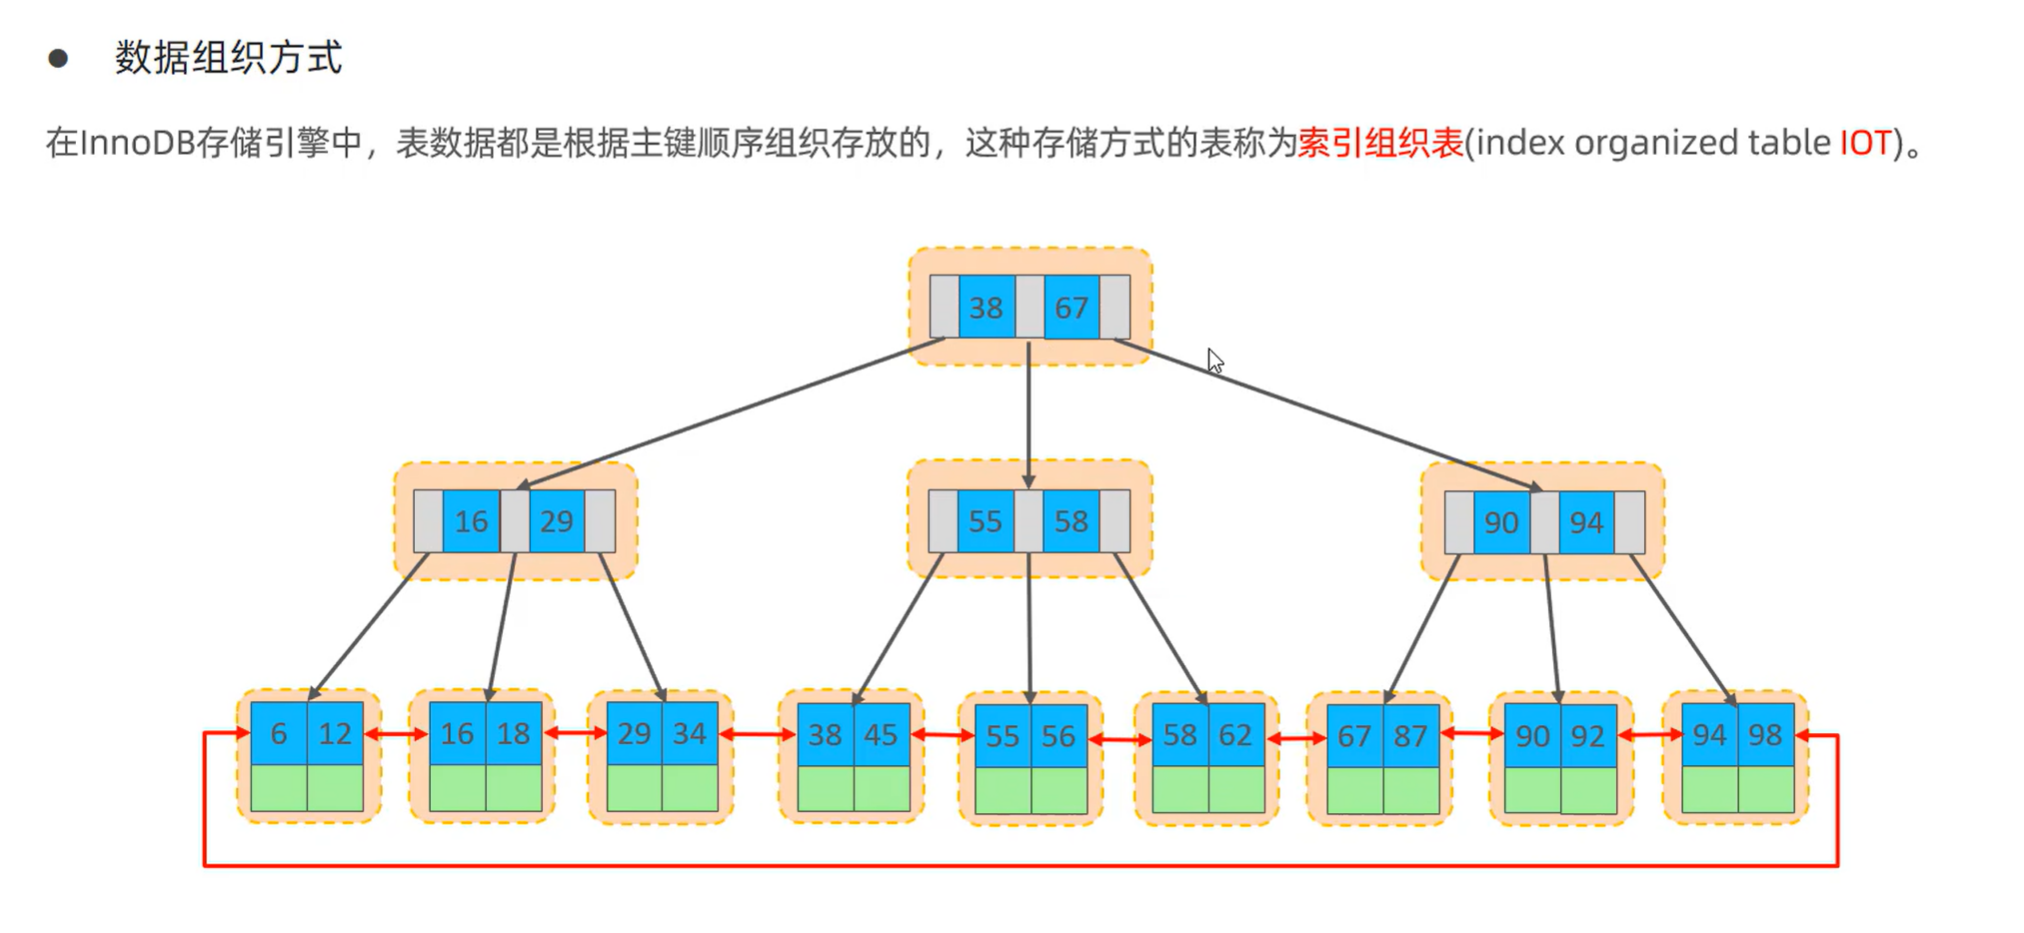 ● 数据组织方式
在InnoDB存储引擎中，表数据都是根据主键顺序组织存放的，这种存储方式的表称为索引组织表(index organized table IOT)。
38 67
16 29 55 58 90 94
6 12 16 18 29 34 38 45 55 56 58 62 67 87 90 92 94 98